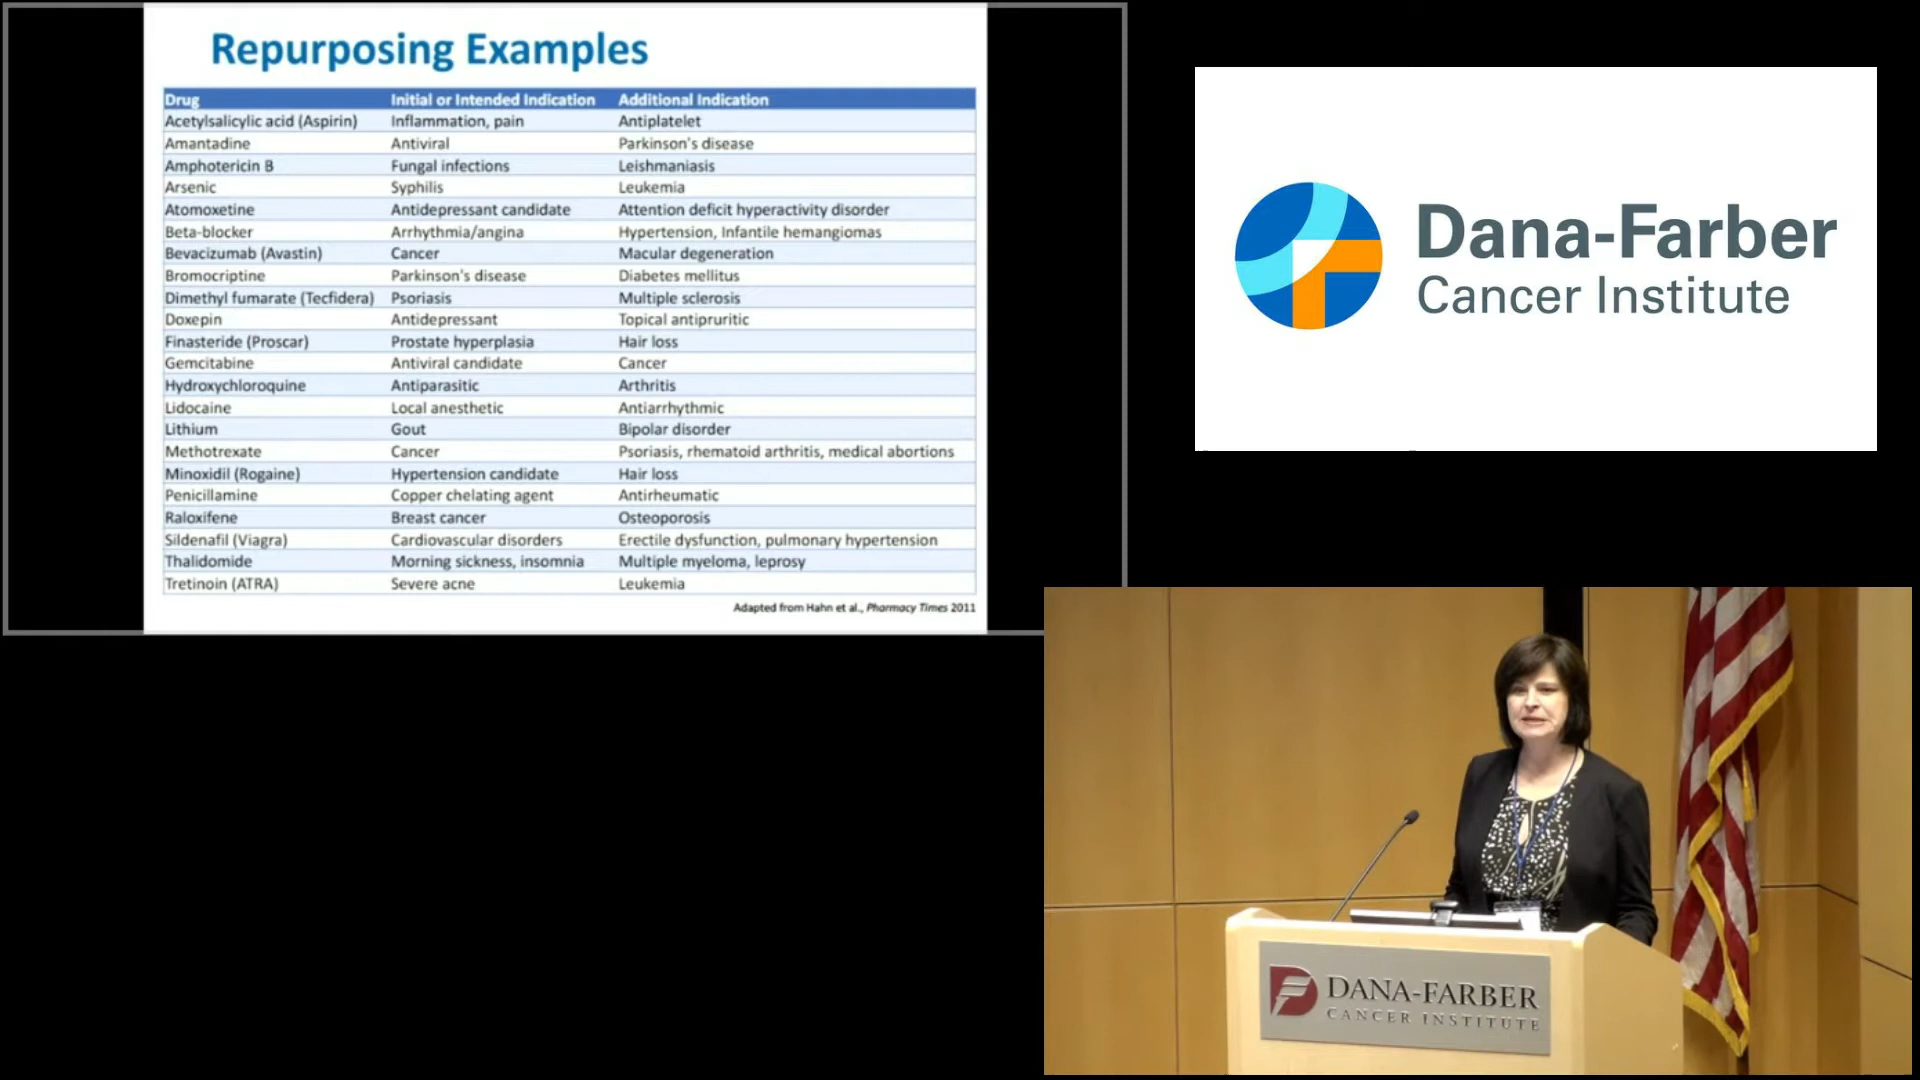 Repurposing Examples
Drug Initial or Intended Indication Additional Indication
Acetylsalicylic acid (Aspirin) Inflammation, pain Antiplatelet
Amantadine Antiviral Parkinson's disease
Amphotericin B Fungal infections Leishmaniasis
Arsenic Syphilis Leukemia
Atomoxetine Antidepressant candidate Attention deficit hyperactivity disorder
Beta-blocker Arrhythmia/angina Hypertension, Infantile hemangiomas
Bevacizumab (Avastin) Cancer Macular degeneration
Bromocriptine Parkinson's disease Diabetes mellitus
Dimethyl fumarate (Tecfidera) Psoriasis Multiple sclerosis
Doxepin Antidepressant Topical antipruritic
Finasteride (Proscar) Prostate hyperplasia Hair loss
Gemcitabine Antiviral candidate Cancer
Hydroxychloroquine Antiparasitic Arthritis
Lidocaine Local anesthetic Antiarrhythmic
Lithium Gout Bipolar disorder
Methotrexate Cancer Psoriasis, rhematoid arthritis, medical abortions
Minoxidil (Rogaine) Hypertension candidate Hair loss
Penicillamine Copper chelating agent Antirheumatic
Raloxifene Breast cancer Osteoporosis
Sildenafil (Viagra) Cardiovascular disorders Erectile dysfunction, pulmonary hypertension
Thalidomide Morning sickness, insomnia Multiple myeloma, leprosy
Tretinoin (ATRA) Severe acne Leukemia
Adapted from Hahn et al., Pharmacy Times 2011
Dana-Farber
Cancer Institute
DANA-FARBER
CANCER INSTITUTE